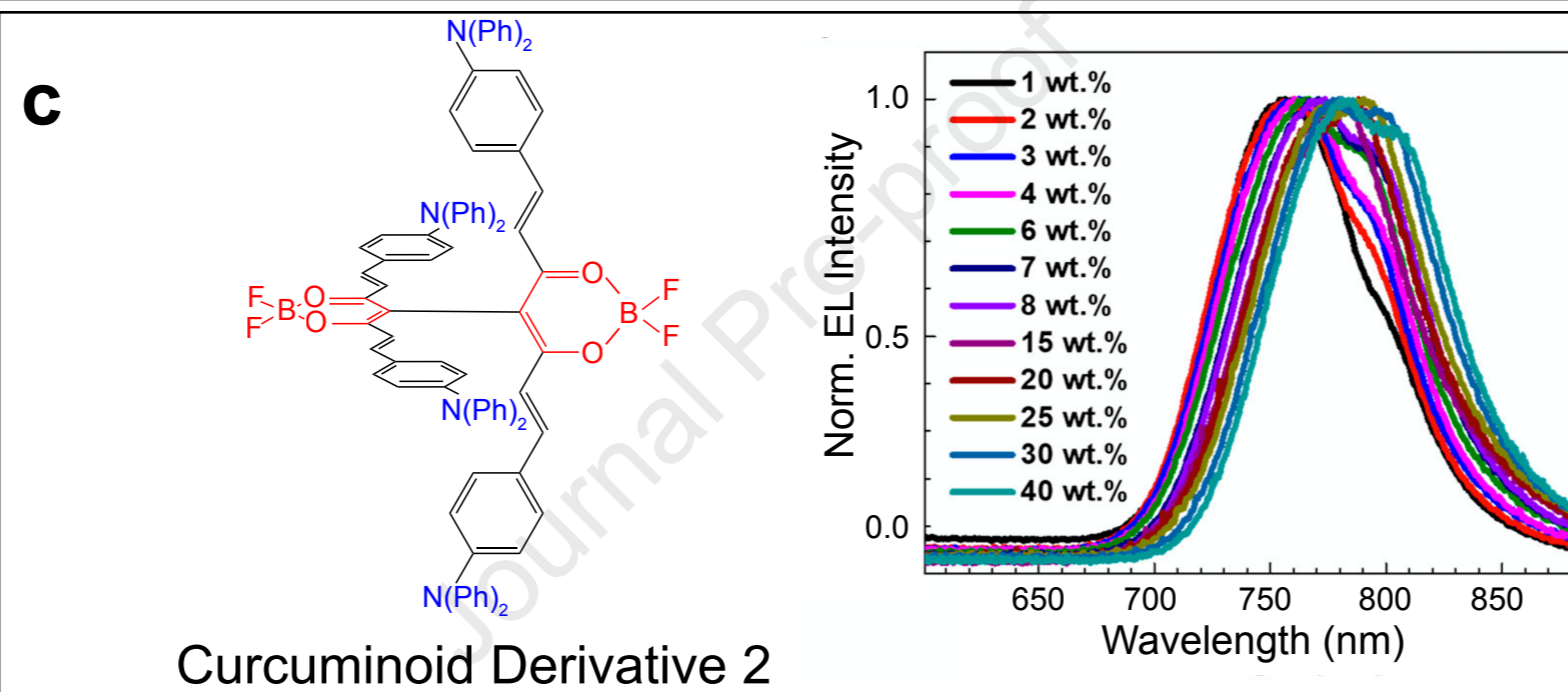 c
N(Ph)2
N(Ph)2
F
F
B
O
O
O
O
B
F
F
N(Ph)2
N(Ph)2
Curcuminoid Derivative 2
Journal Pre-proof
Norm. EL Intensity
1.0
0.5
0.0
1 wt.%
2 wt.%
3 wt.%
4 wt.%
6 wt.%
7 wt.%
8 wt.%
15 wt.%
20 wt.%
25 wt.%
30 wt.%
40 wt.%
650 700 750 800 850
Wavelength (nm)